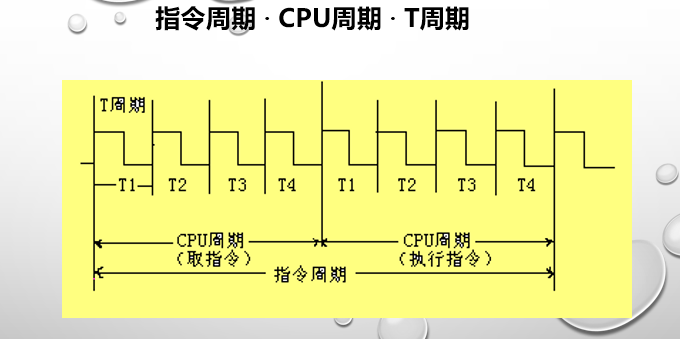 指令周期 · CPU周期 · T周期
T周期
T1 T2 T3 T4 T1 T2 T3 T4
CPU周期 CPU周期
(取指令) (执行指令)
指令周期